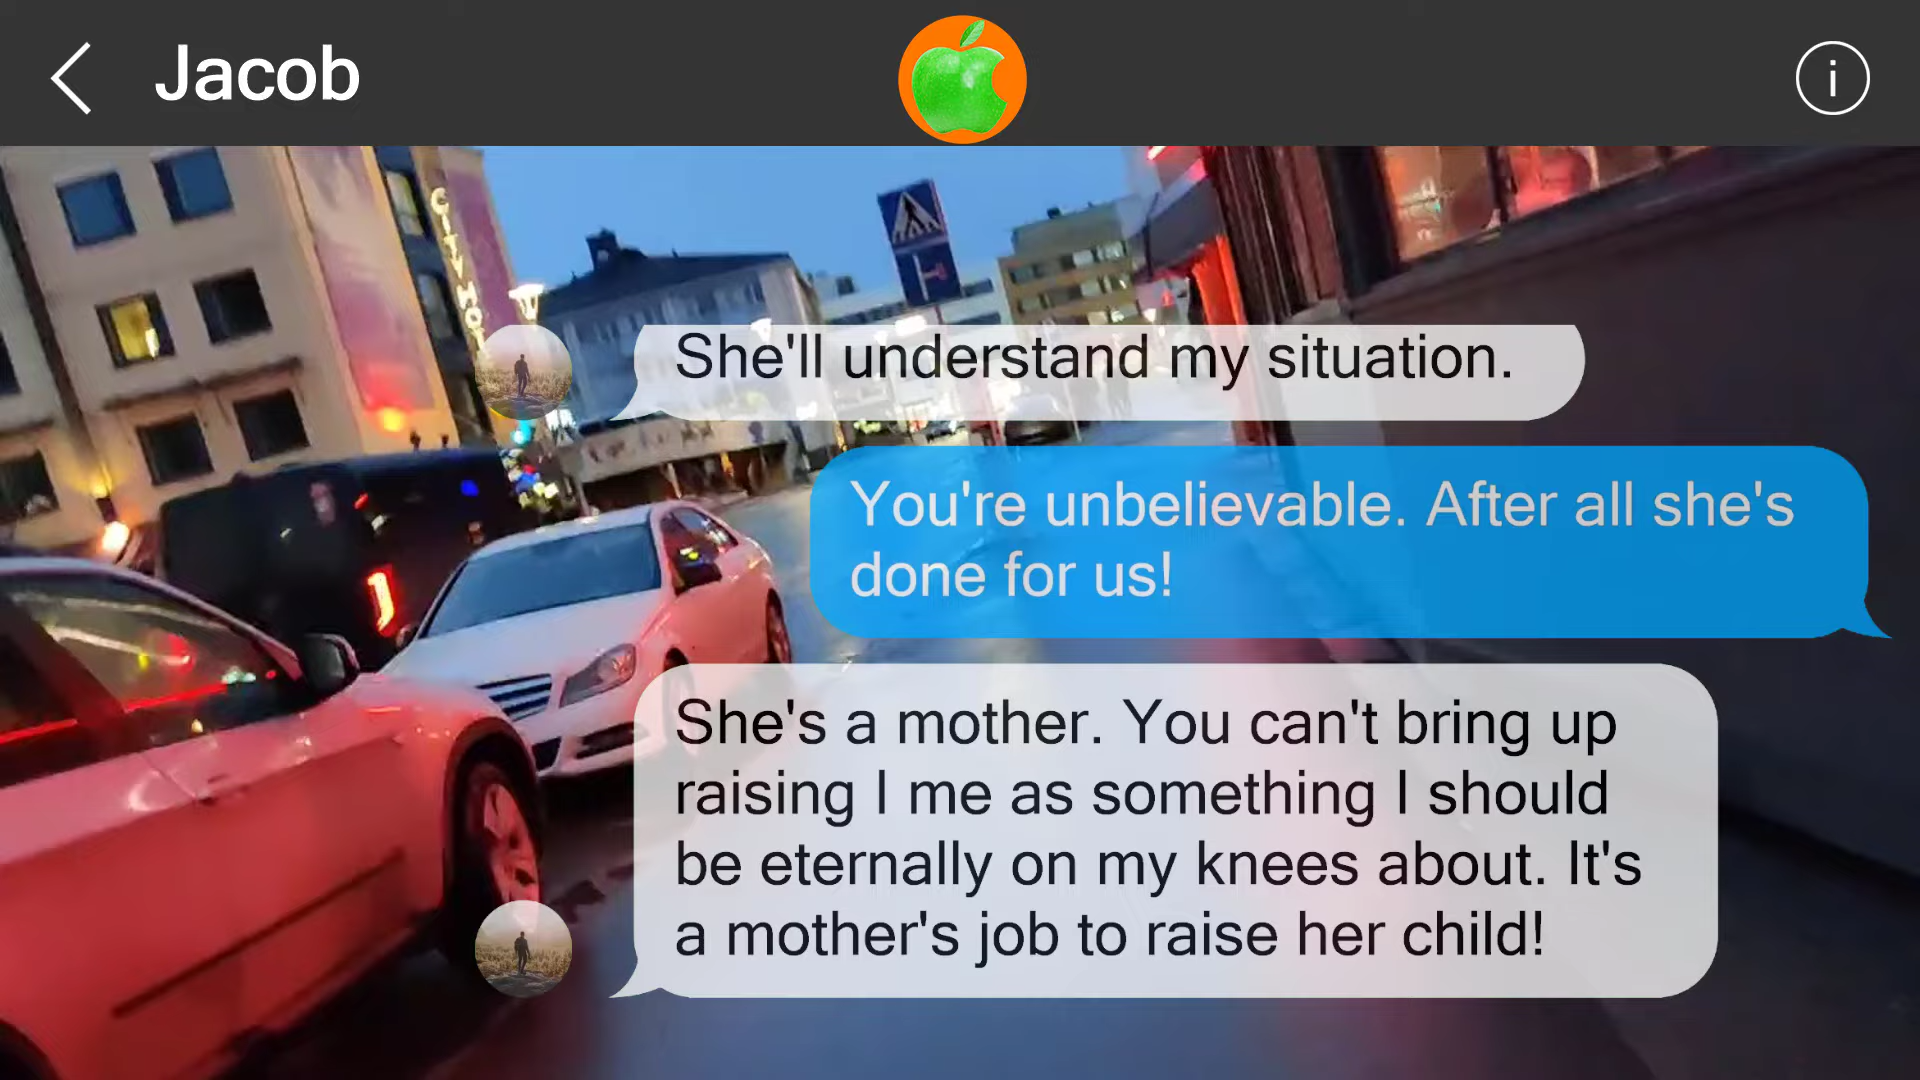 Jacob
i
CITY HO
She'll understand my situation.
You're unbelievable. After all she's
done for us!
She's a mother. You can't bring up
raising I me as something I should
be eternally on my knees about. It's
a mother's job to raise her child!